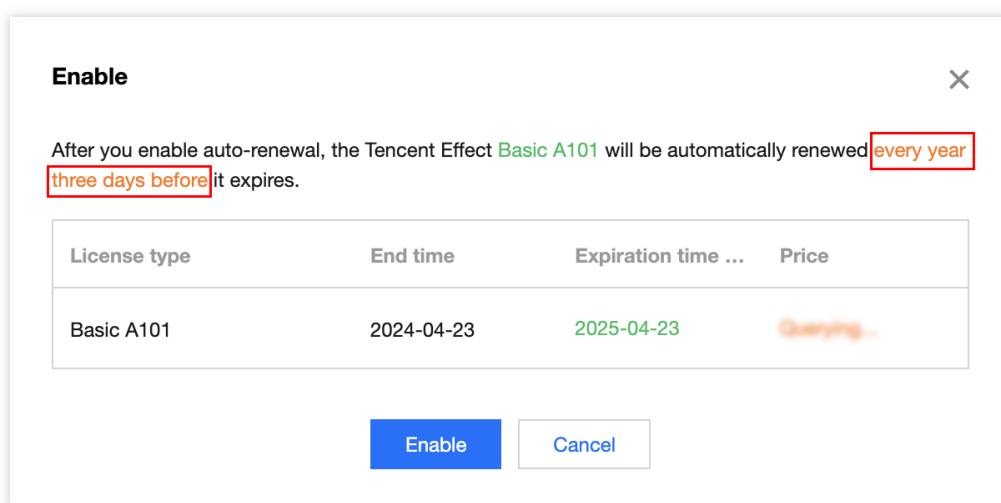 Enable
After you enable auto-renewal, the Tencent Effect Basic A101 will be automatically renewed every year
three days before it expires.
License type End time Expiration time ... Price
Basic A101 2024-04-23 2025-04-23 Querying...
Enable Cancel